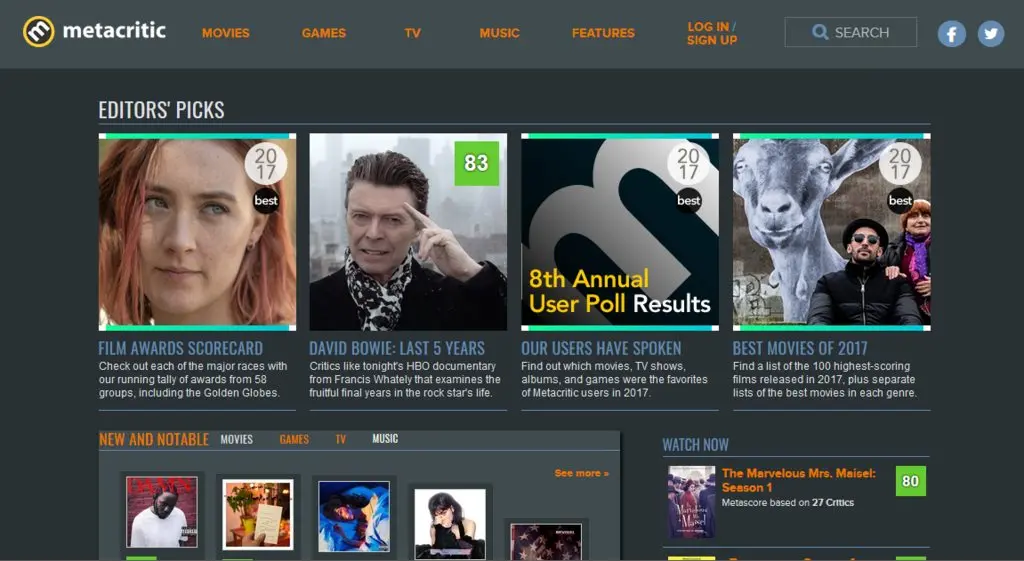 metacritic
MOVIES
GAMES
TV
MUSIC
FEATURES
LOG IN /
SIGN UP
SEARCH
EDITORS' PICKS
20
17
best
83
20
17
best
8th Annual
User Poll Results
20
17
best
FILM AWARDS SCORECARD
Check out each of the major races with
our running tally of awards from 58
groups, including the Golden Globes.
DAVID BOWIE: LAST 5 YEARS
Critics like tonight's HBO documentary
from Francis Whately that examines the
fruitful final years in the rock star's life.
OUR USERS HAVE SPOKEN
Find out which movies, TV shows,
albums, and games were the favorites
of Metacritic users in 2017.
BEST MOVIES OF 2017
Find a list of the 100 highest-scoring
films released in 2017, plus separate
lists of the best movies in each genre.
NEW AND NOTABLE
MOVIES
GAMES
TV
MUSIC
See more »
DAMN.
WATCH NOW
The Marvelous Mrs. Maisel:
Season 1
Metascore based on 27 Critics
80